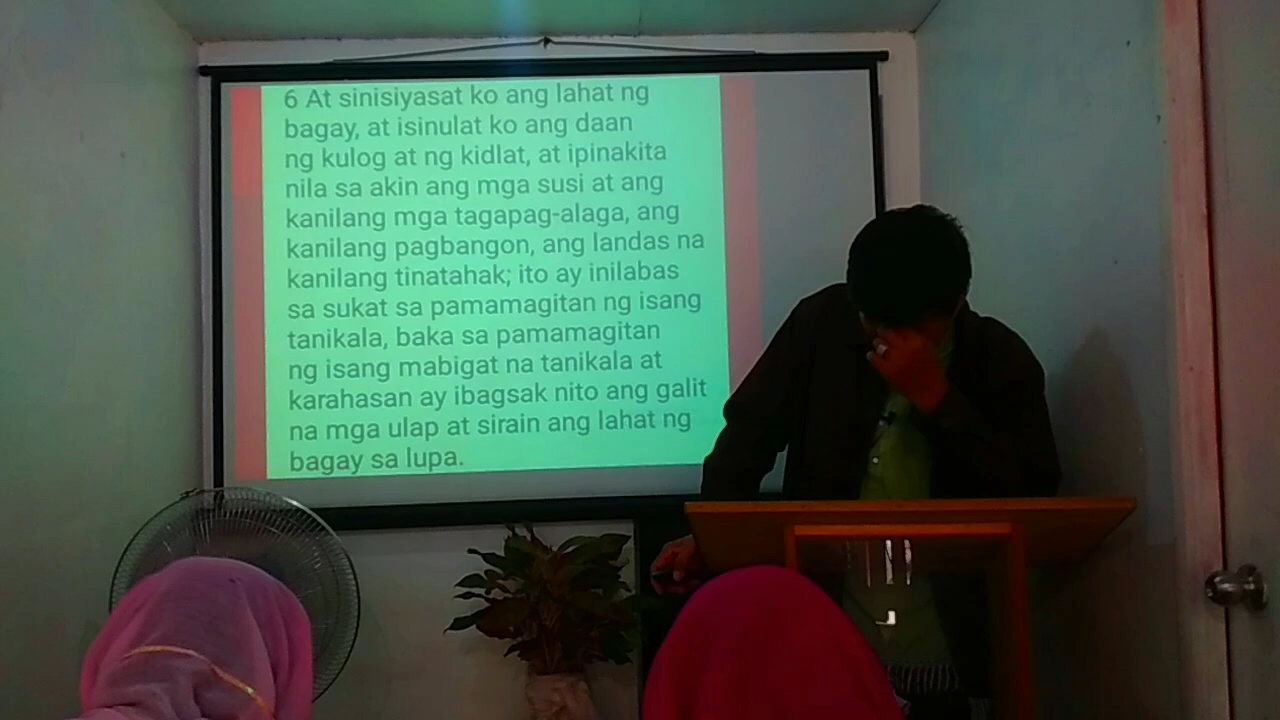 6 At sinisiyasat ko ang lahat ng
bagay, at isinulat ko ang daan
ng kulog at ng kidlat, at ipinakita
nila sa akin ang mga susi at ang
kanilang mga tagapag-alaga, ang
kanilang pagbangon, ang landas na
kanilang tinatahak; ito ay inilabas
sa sukat sa pamamagitan ng isang
tanikala, baka sa pamamagitan
ng isang mabigat na tanikala at
karahasan ay ibagsak nito ang galit
na mga ulap at sirain ang lahat ng
bagay sa lupa.